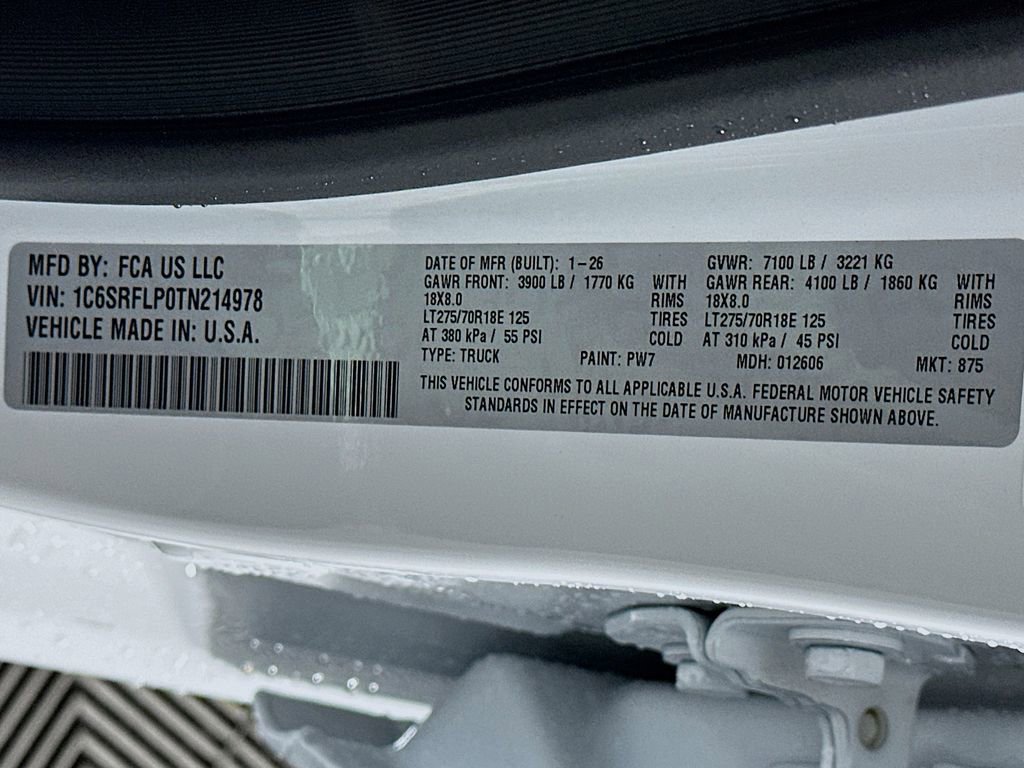 MFD BY: FCA US LLC
VIN: 1C6SRFLP0TN214978
VEHICLE MADE IN: U.S.A.
DATE OF MFR (BUILT): 1-26
GAWR FRONT: 3900 LB / 1770 KG WITH
18X8.0 RIMS
LT275/70R18E 125 TIRES
AT 380 kPa / 55 PSI COLD
TYPE: TRUCK PAINT: PW7
GVWR: 7100 LB / 3221 KG
GAWR REAR: 4100 LB / 1860 KG WITH
18X8.0 RIMS
LT275/70R18E 125 TIRES
AT 310 kPa / 45 PSI COLD
MDH: 012606 MKT: 875
THIS VEHICLE CONFORMS TO ALL APPLICABLE U.S.A. FEDERAL MOTOR VEHICLE SAFETY
STANDARDS IN EFFECT ON THE DATE OF MANUFACTURE SHOWN ABOVE.